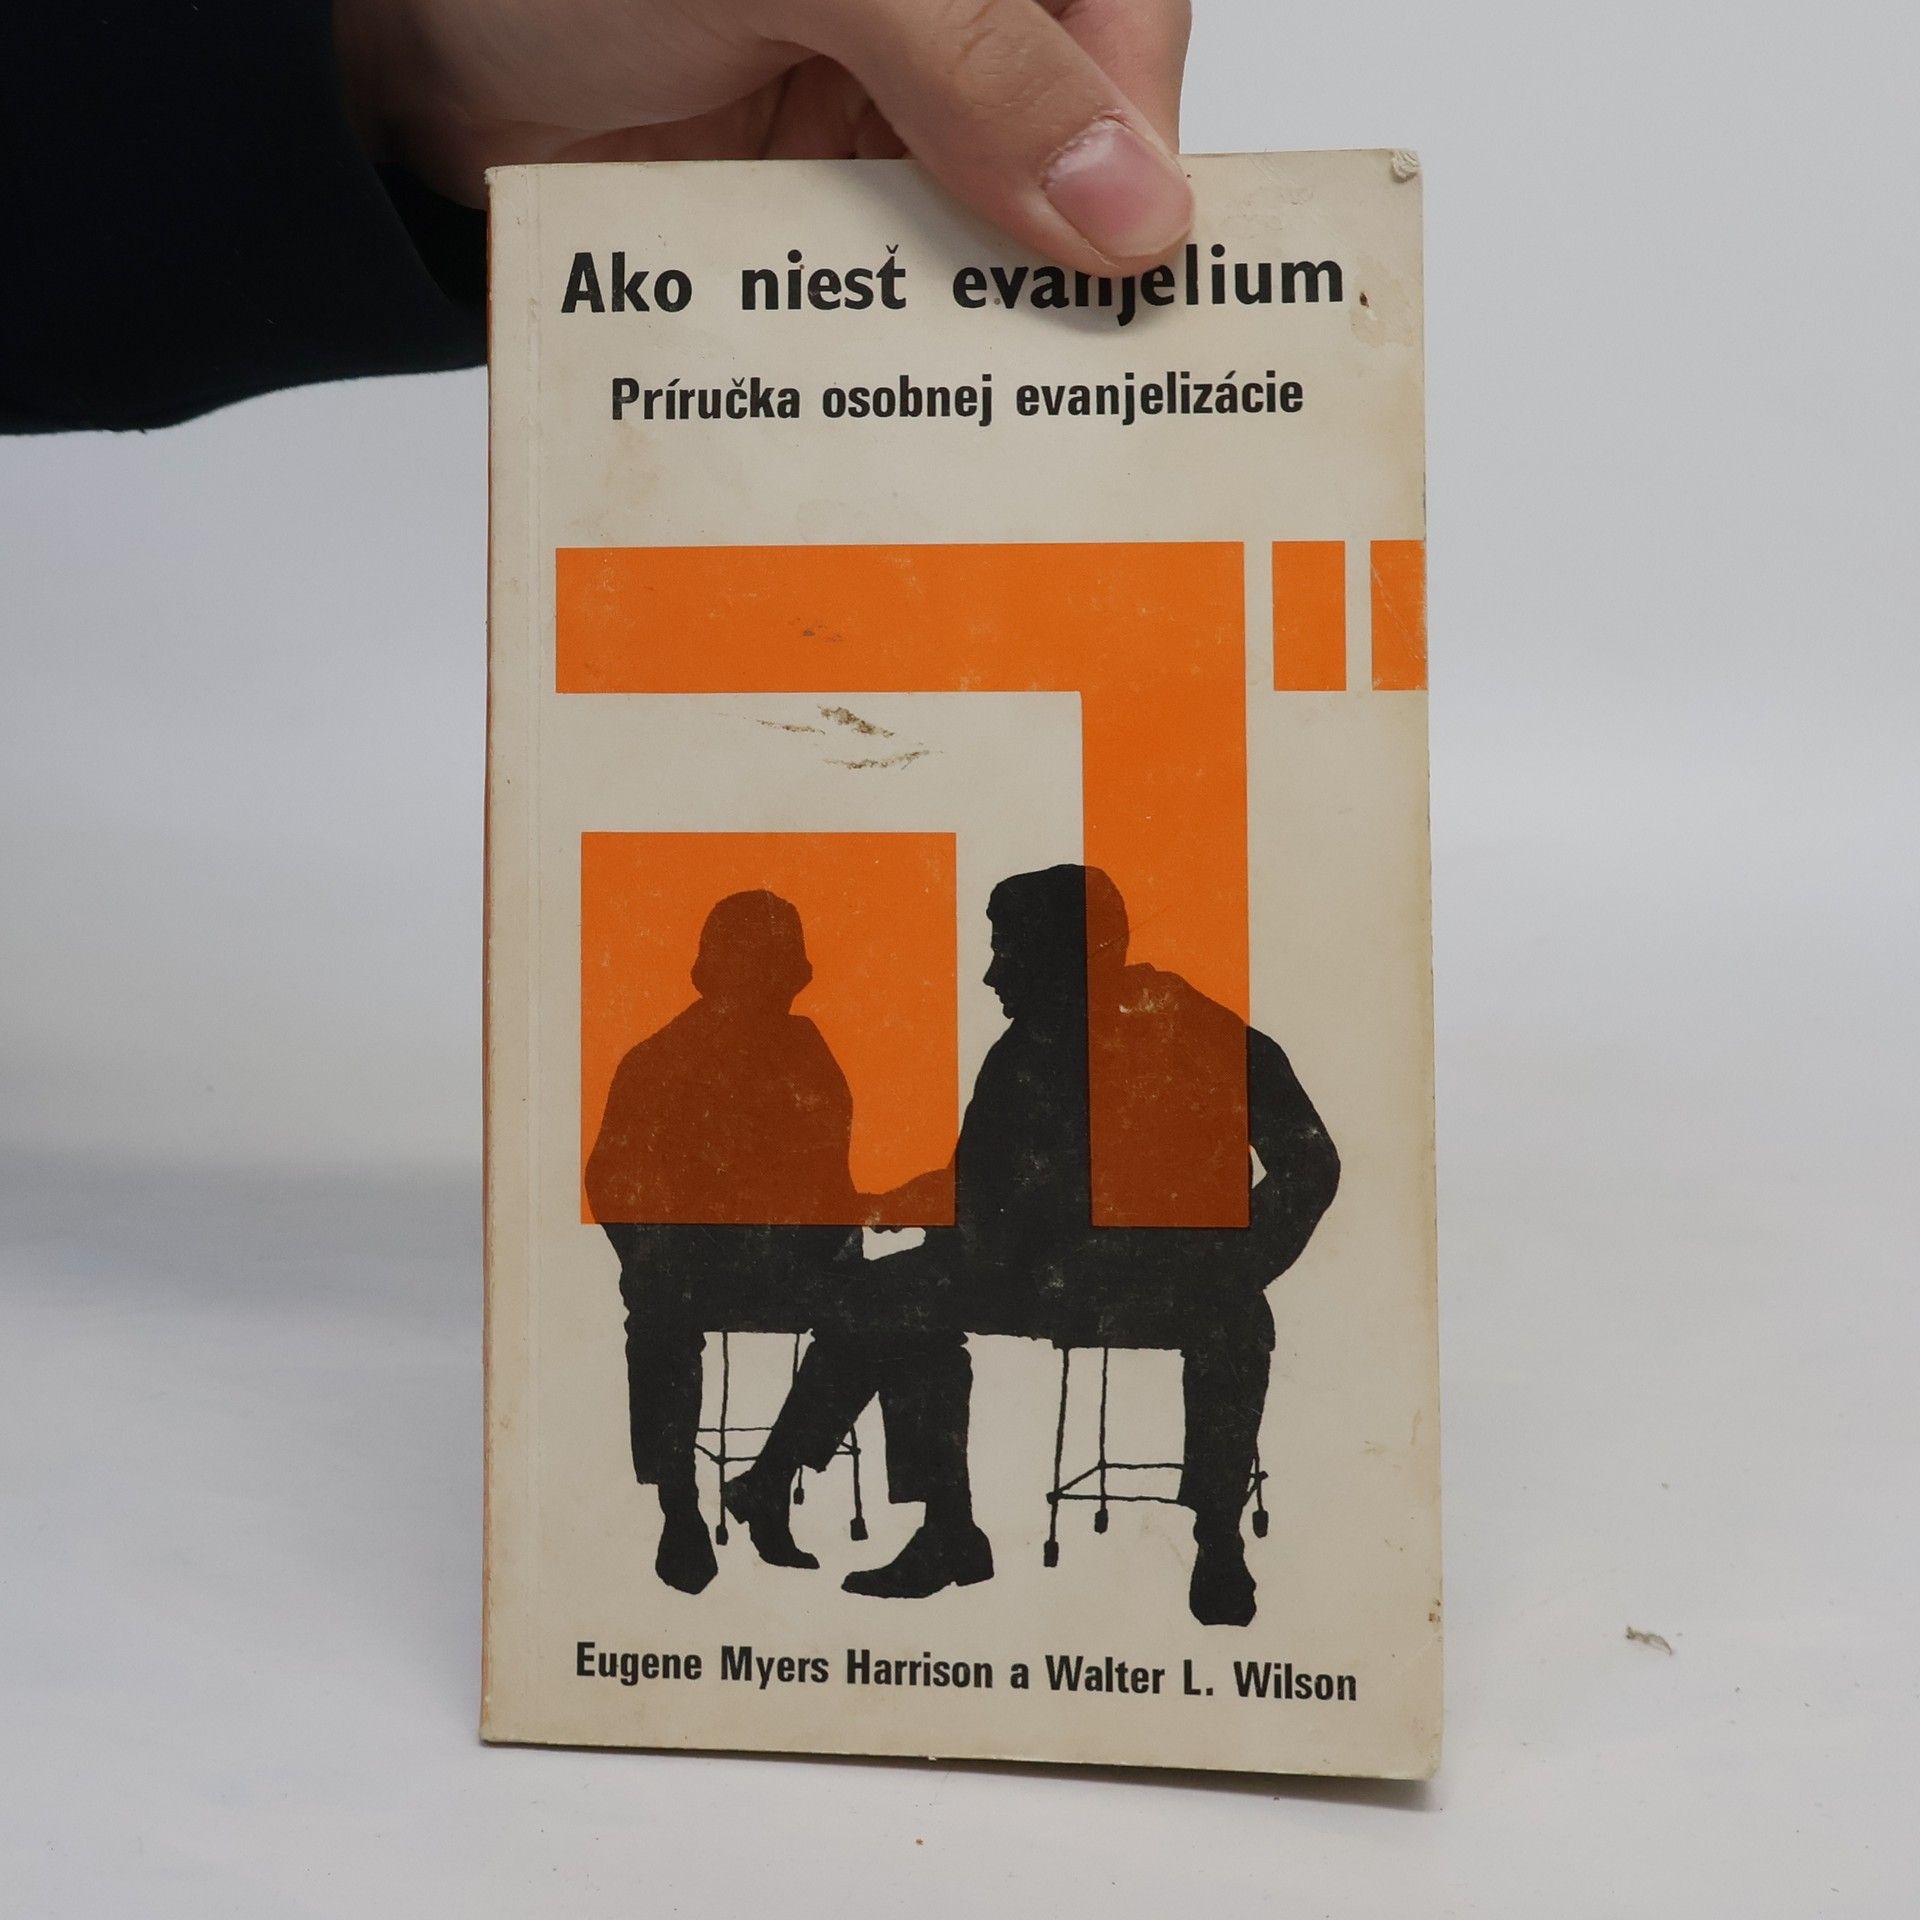 Ako niesť evanjelium
Príručka osobnej evanjelizácie
Eugene Myers Harrison a Walter L. Wilson